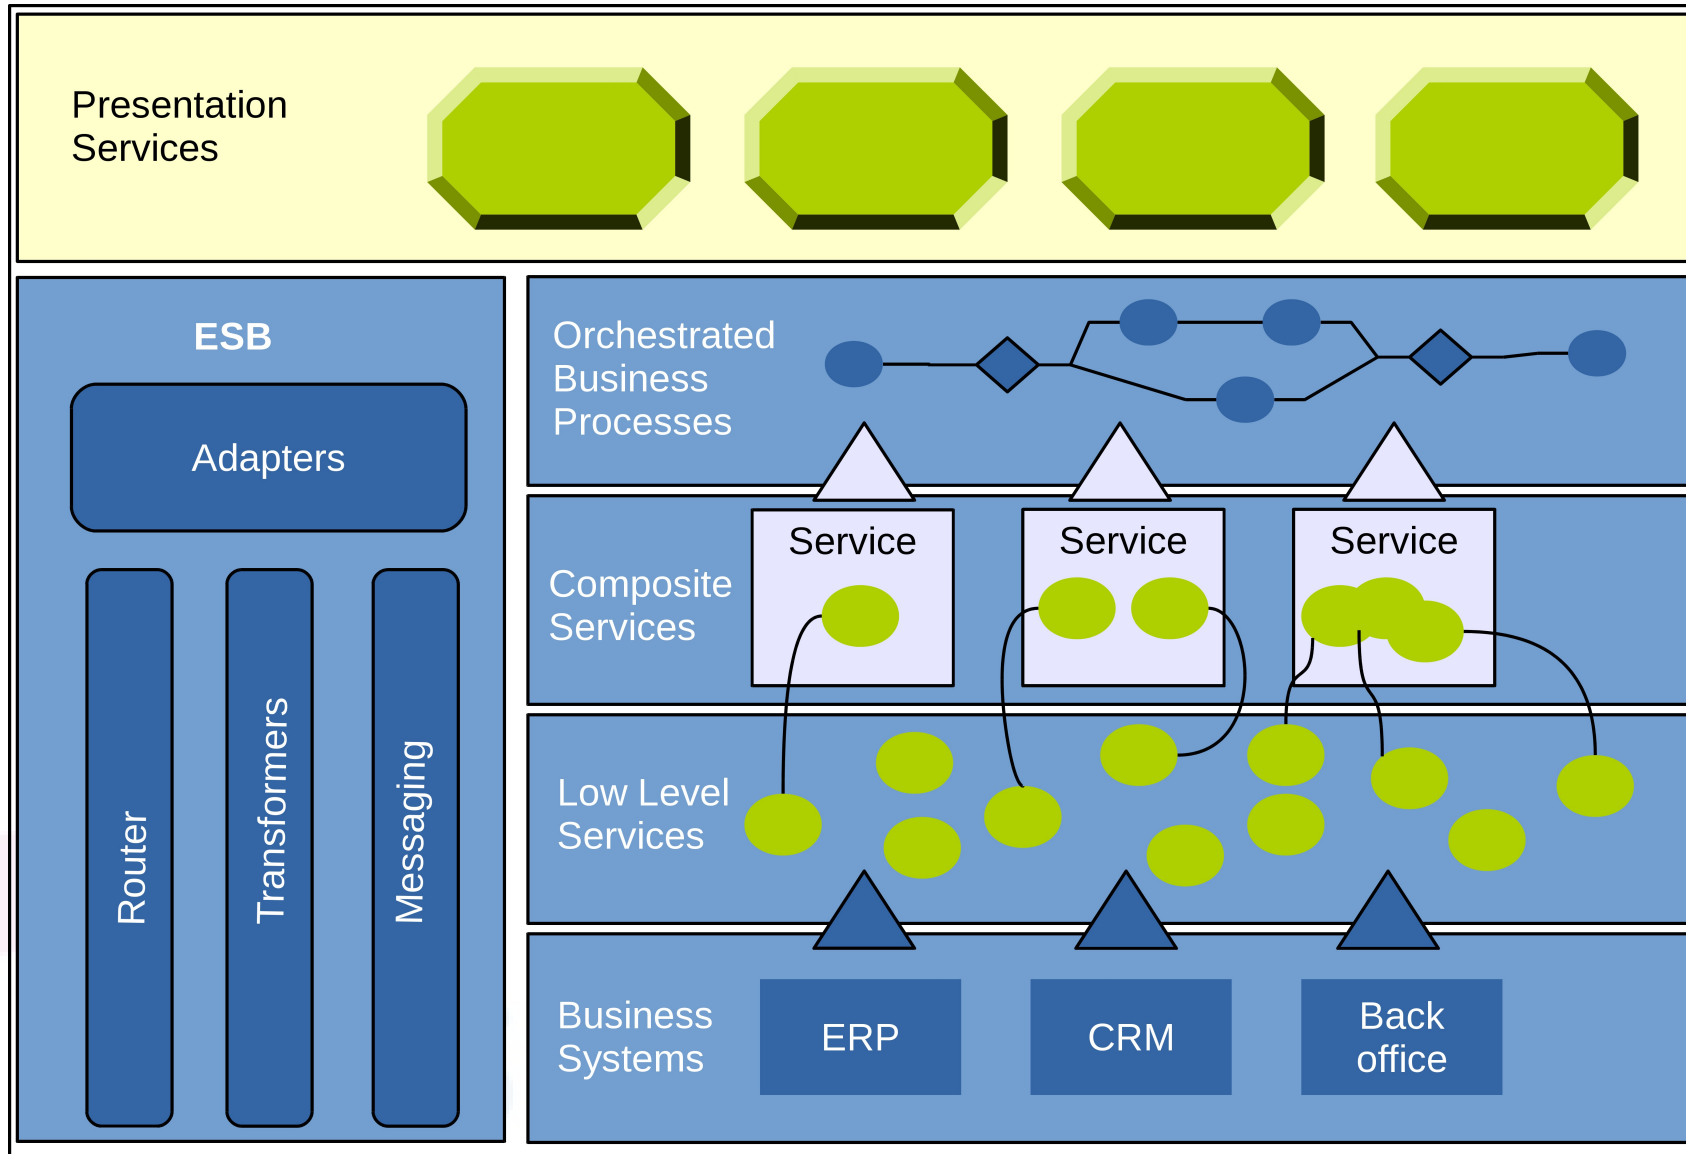 Presentation
Services
ESB
Adapters
Router
Transformers
Messaging
Orchestrated
Business
Processes
Composite
Services
Service
Service
Service
Low Level
Services
Business
Systems
ERP
CRM
Back
office